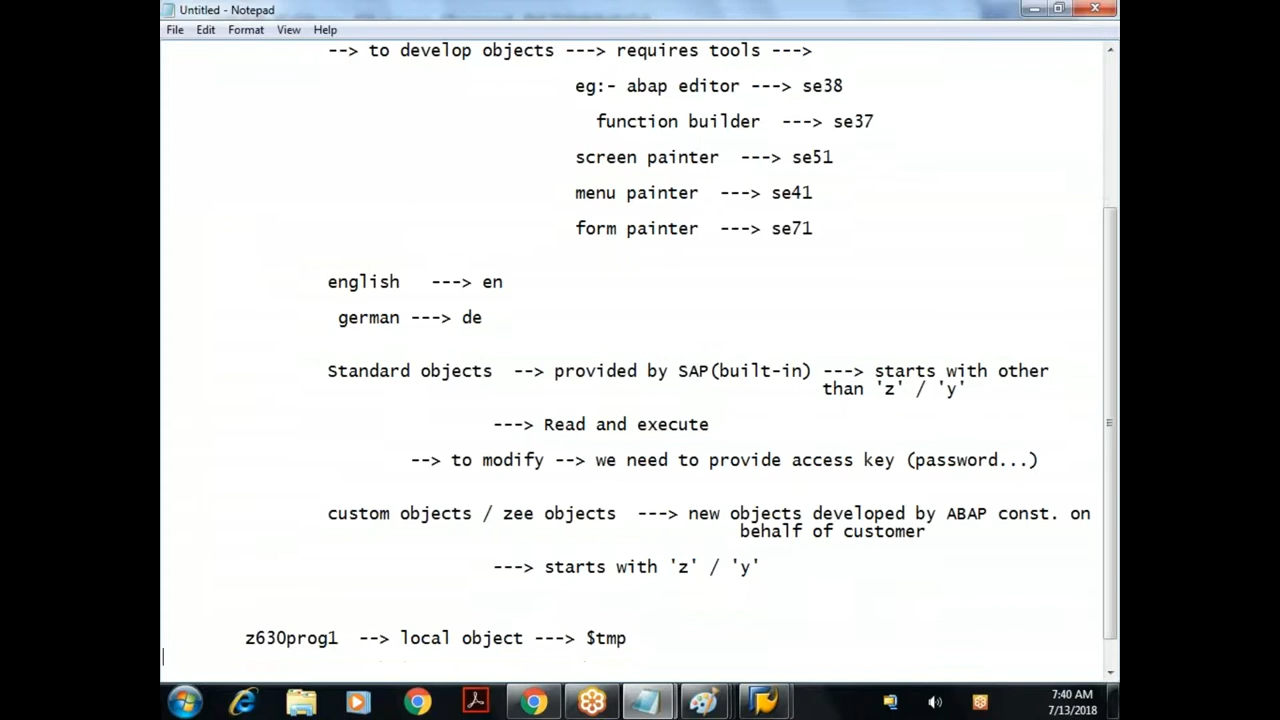 Untitled - Notepad
File Edit Format View Help
--> to develop objects ---> requires tools --->
eg:- abap editor ---> se38
function builder ---> se37
screen painter ---> se51
menu painter ---> se41
form painter ---> se71
english ---> en
german ---> de
Standard objects --> provided by SAP(built-in) ---> starts with other
than 'z' / 'y'
---> Read and execute
--> to modify --> we need to provide access key (password...)
custom objects / zee objects ---> new objects developed by ABAP const. on
behalf of customer
---> starts with 'z' / 'y'
z630prog1 --> local object ---> $tmp
7:40 AM
7/13/2018